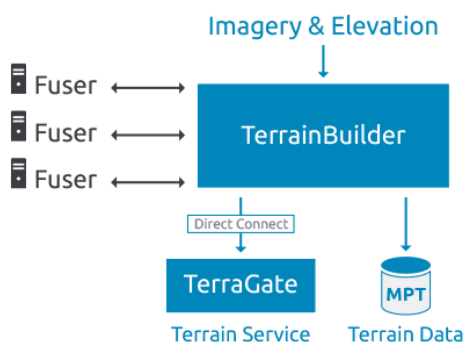 Imagery & Elevation
Fuser
Fuser
Fuser
TerrainBuilder
Direct Connect
TerraGate
MPT
Terrain Service
Terrain Data